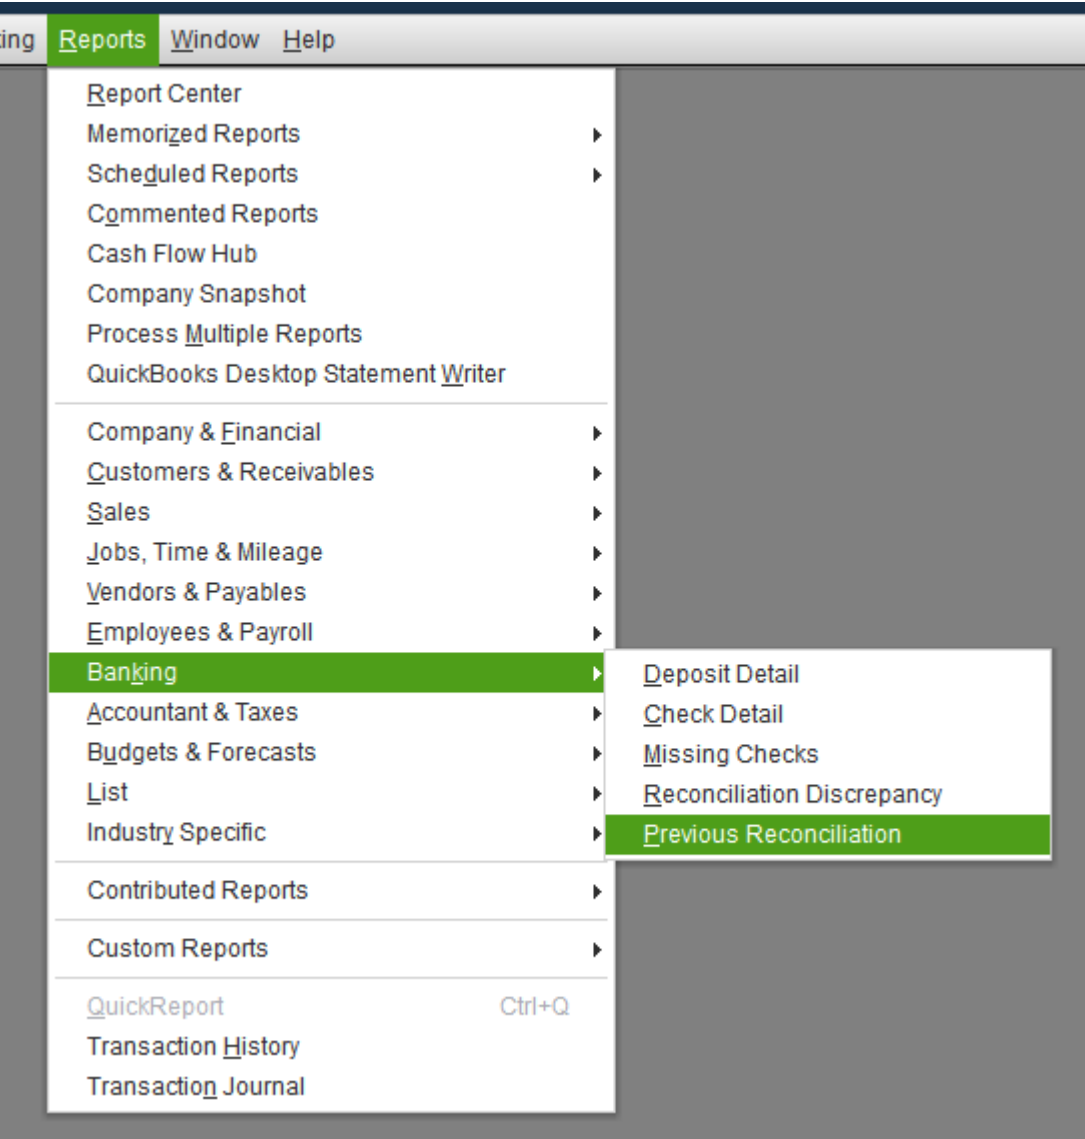 Reports Window Help
Report Center
Memorized Reports
Scheduled Reports
Commented Reports
Cash Flow Hub
Company Snapshot
Process Multiple Reports
QuickBooks Desktop Statement Writer
Company & Financial
Customers & Receivables
Sales
Jobs, Time & Mileage
Vendors & Payables
Employees & Payroll
Banking
Accountant & Taxes
Budgets & Forecasts
List
Industry Specific
Contributed Reports
Custom Reports
QuickReport Ctrl+Q
Transaction History
Transaction Journal
Deposit Detail
Check Detail
Missing Checks
Reconciliation Discrepancy
Previous Reconciliation